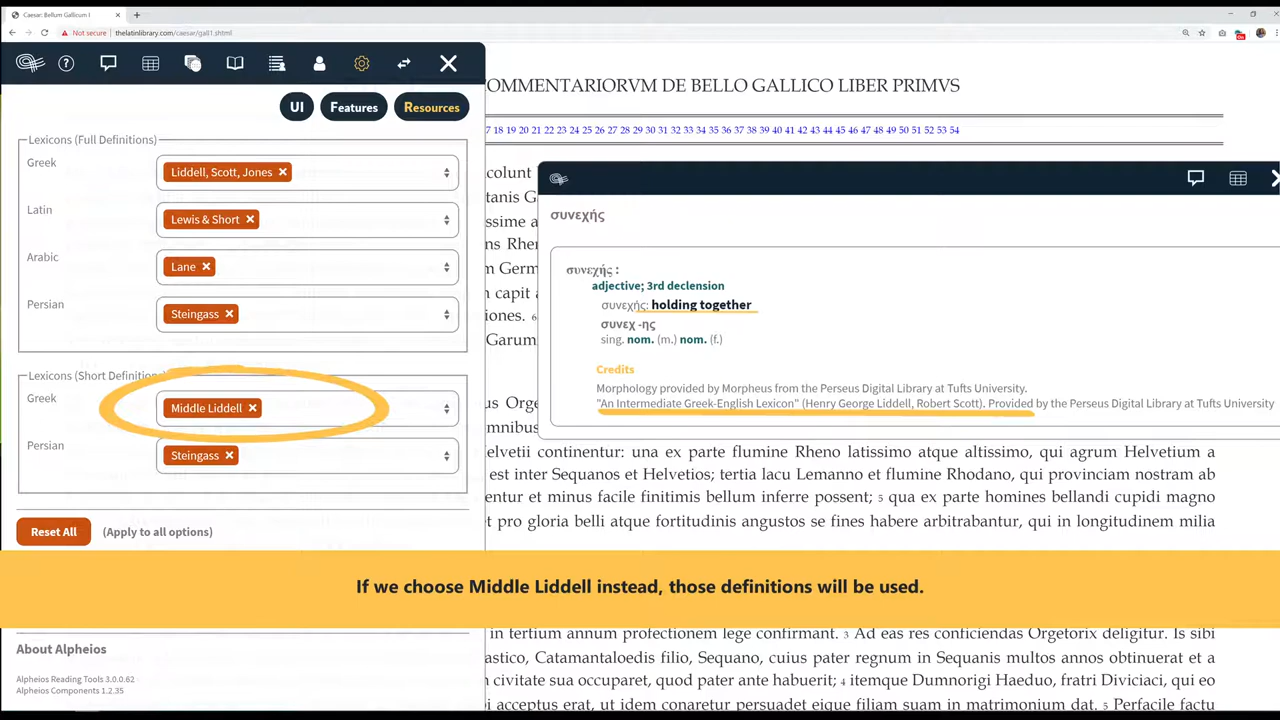 Caesar: Bellum Gallicum I
Not secure
thelatinlibrary.com/caesar/gall1.shtml
UI
Features
Resources
Lexicons (Full Definitions)
Greek
Liddell, Scott, Jones
Latin
Lewis & Short
Arabic
Lane
Persian
Steingass
Lexicons (Short Definitions)
Greek
Middle Liddell
Persian
Steingass
Reset All
(Apply to all options)
About Alpheios
Alpheios Reading Tools 3.0.0.62
Alpheios Components 1.2.35
OMMENTARIORVM DE BELLO GALLICO LIBER PRIMVS
17 18 19 20 21 22 23 24 25 26 27 28 29 30 31 32 33 34 35 36 37 38 39 40 41 42 43 44 45 46 47 48 49 50 51 52 53 54
colunt
tanis G
ssime a
ns Rhe
m Germ
n capit a
iones. 6
Garum
συνεχής
συνεχής :
adjective; 3rd declension
συνεχής: holding together
συνεχ -ης
sing. nom. (m.) nom. (f.)
Credits
Morphology provided by Morpheus from the Perseus Digital Library at Tufts University.
"An Intermediate Greek-English Lexicon" (Henry George Liddell, Robert Scott). Provided by the Perseus Digital Library at Tufts University
us Orge
mnibus
elvetii continentur: una ex parte flumine Rheno latissimo atque altissimo, qui agrum Helvetium a
est inter Sequanos et Helvetios; tertia lacu Lemanno et flumine Rhodano, qui provinciam nostram ab
entur et minus facile finitimis bellum inferre possent; 5 qua ex parte homines bellandi cupidi magno
t pro gloria belli atque fortitudinis angustos se fines habere arbitrabantur, qui in longitudinem milia
If we choose Middle Liddell instead, those definitions will be used.
in tertium annum profectionem lege confirmant. 3 Ad eas res conficiendas Orgetorix deligitur. Is sibi
astico, Catamantaloedis filio, Sequano, cuius pater regnum in Sequanis multos annos obtinuerat et a
n civitate sua occuparet, quod pater ante habuerit; 4 itemque Dumnorigi Haeduo, fratri Diviciaci, qui eo
i acceptus erat, ut idem conaretur persuadet eique filiam suam in matrimonium dat. 5 Perfacile factu